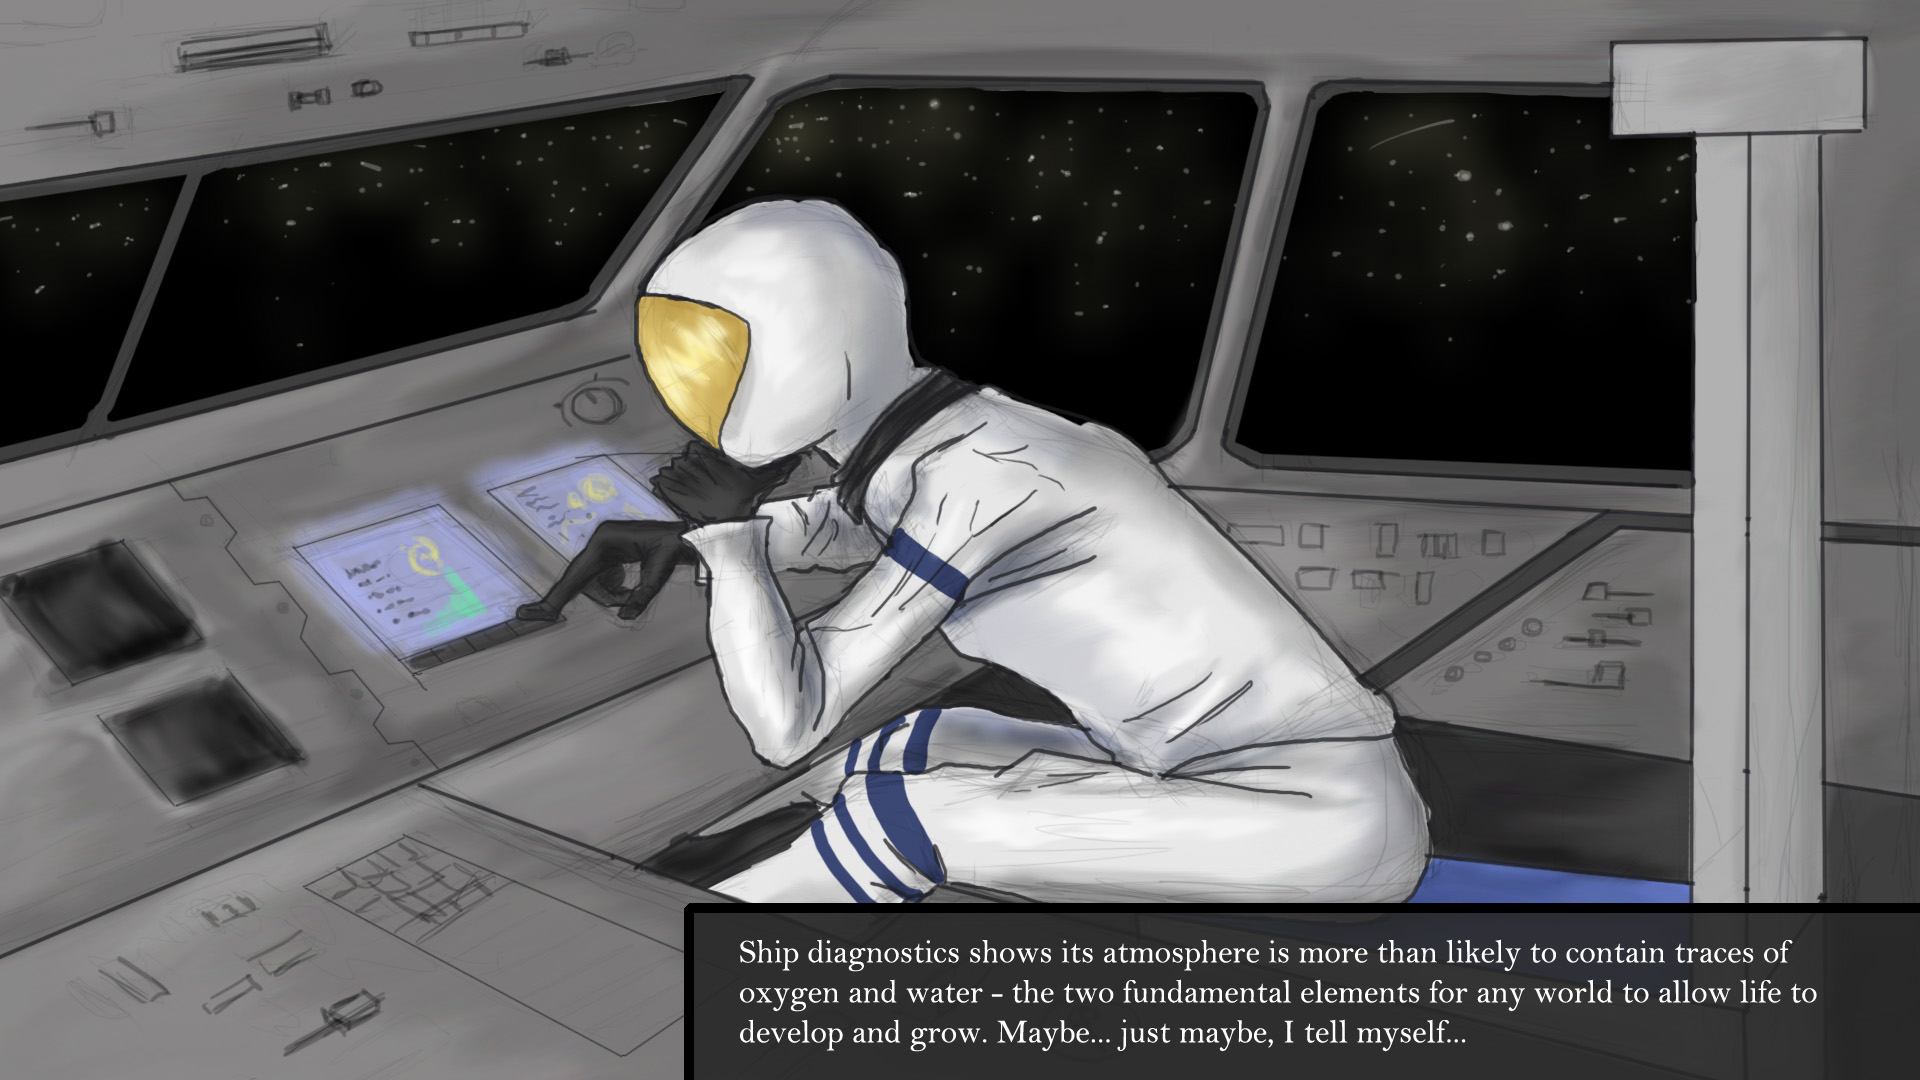 Ship diagnostics shows its atmosphere is more than likely to contain traces of
oxygen and water - the two fundamental elements for any world to allow life to
develop and grow. Maybe... just maybe, I tell myself...